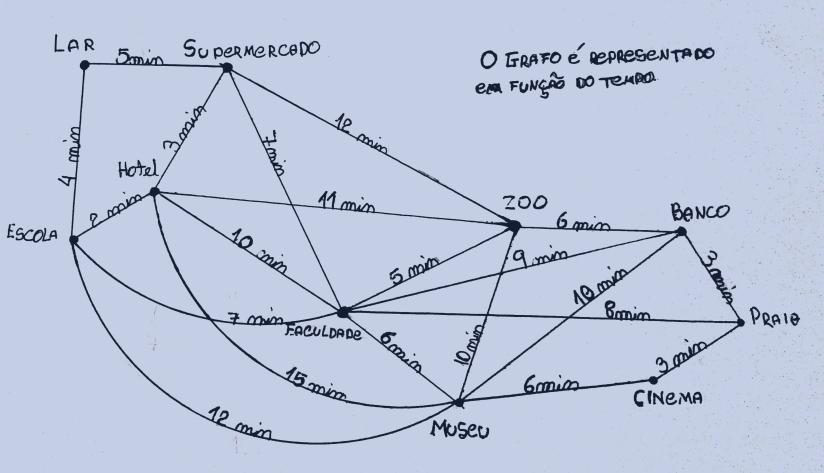 LAR
5min
SUPERMERCADO
O GRAFO É REPRESENTADO
EM FUNÇÃO DO TEMPO
4 min
3 min
7min
12 min
Hotel
2 min
11 min
ZOO
6 min
BANCO
ESCOLA
10 min
5 min
9 min
3 min
10 min
7 min
FACULDADE
8min
PRAIA
6 min
10 min
15 min
6min
3 min
CINEMA
12 min
MUSEU